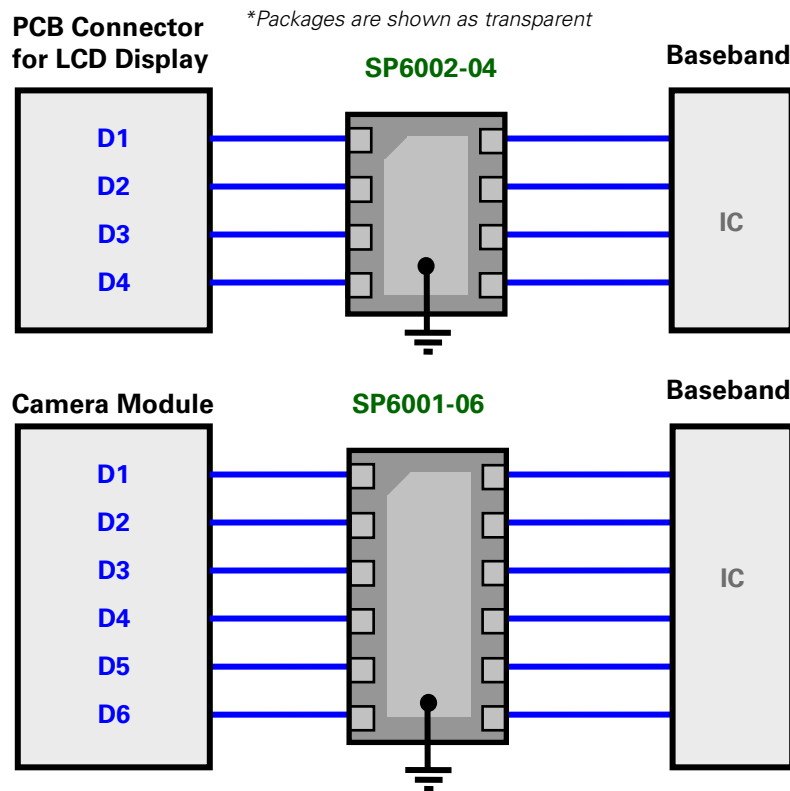 *Packages are shown as transparent
PCB Connector
for LCD Display
SP6002-04
Baseband
D1
D2
D3
D4
IC
Camera Module
SP6001-06
Baseband
D1
D2
D3
D4
D5
D6
IC